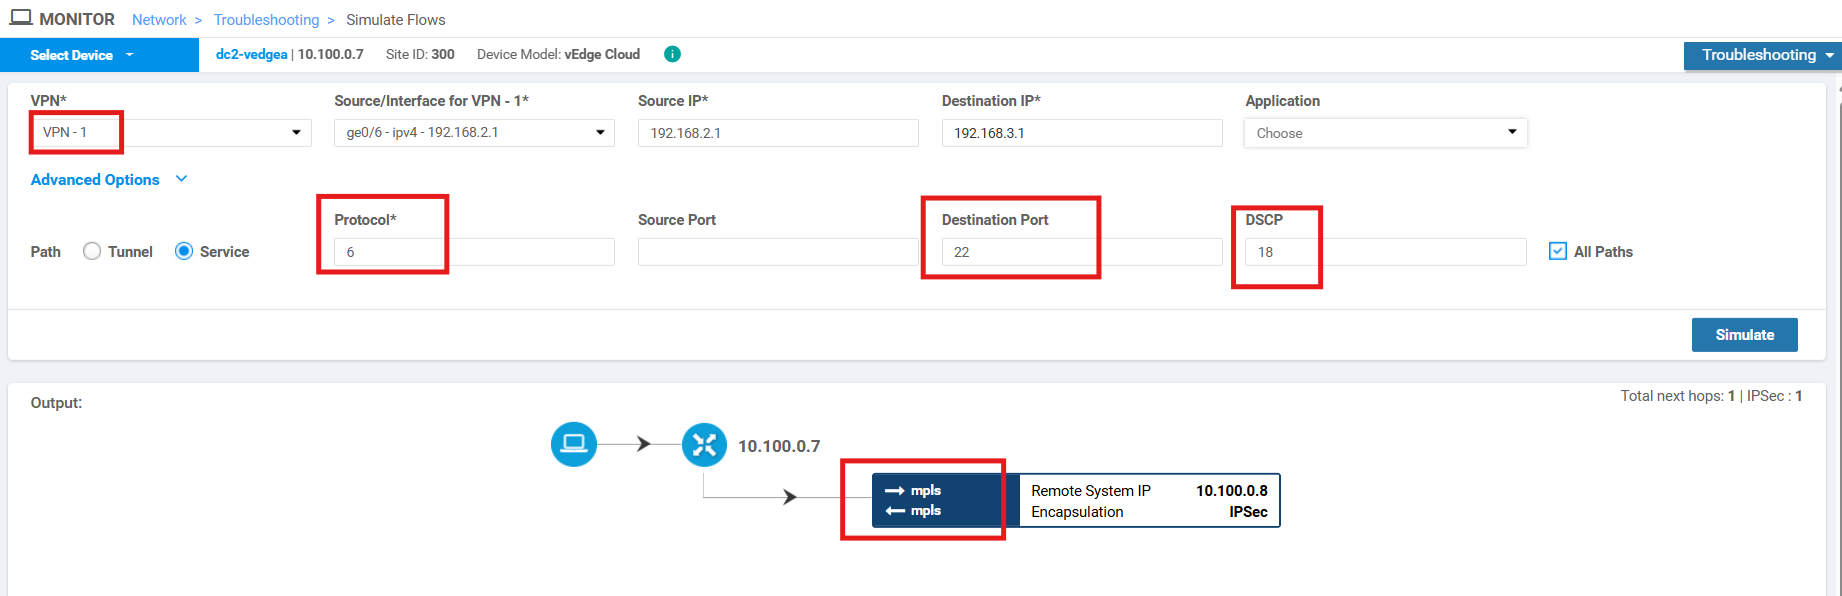 MONITOR Network > Troubleshooting > Simulate Flows
Select Device dc2-vedgea | 10.100.0.7 Site ID: 300 Device Model: vEdge Cloud i Troubleshooting
VPN* Source/Interface for VPN - 1* Source IP* Destination IP* Application
VPN - 1 ge0/6 - ipv4 - 192.168.2.1 192.168.2.1 192.168.3.1 Choose
Advanced Options
Protocol* Source Port Destination Port DSCP
Path Tunnel Service 6 22 18 All Paths
Simulate
Output: Total next hops: 1 | IPSec : 1
10.100.0.7
mpls Remote System IP 10.100.0.8
mpls Encapsulation IPSec